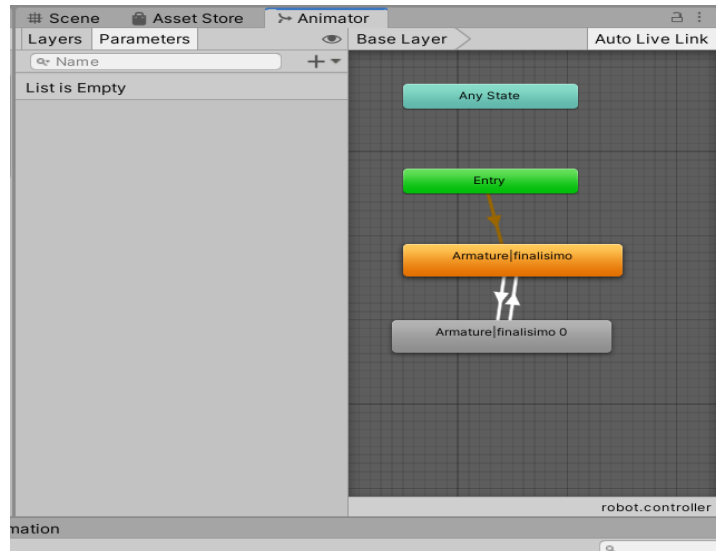 Scene Asset Store Animator
Layers Parameters Base Layer Auto Live Link
Name
List is Empty
Any State
Entry
Armature|finalisimo
Armature|finalisimo 0
robot.controller
mation